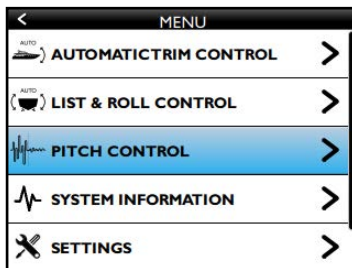 MENU
AUTO
AUTOMATICTRIM CONTROL
AUTO
LIST & ROLL CONTROL
PITCH CONTROL
SYSTEM INFORMATION
SETTINGS